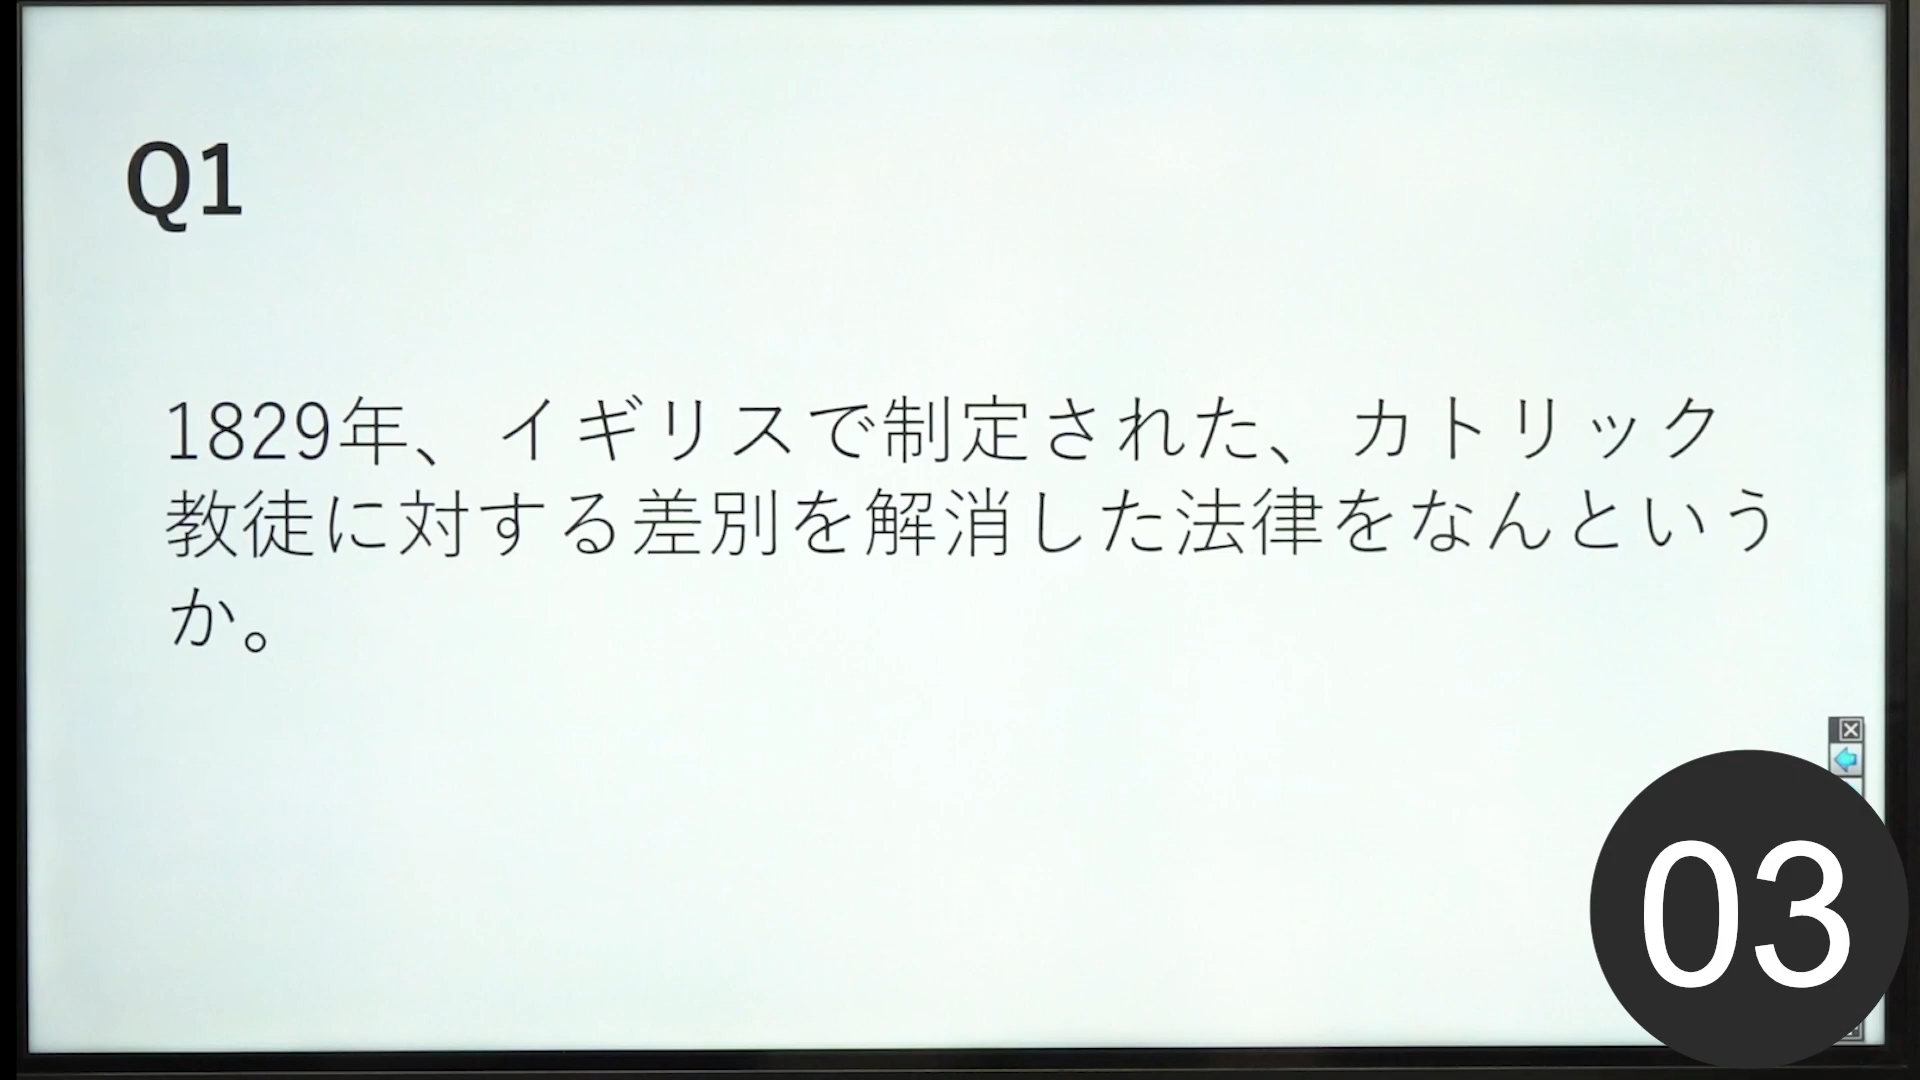 Q1
1829年、イギリスで制定された、カトリック
教徒に対する差別を解消した法律をなんという
か。
03